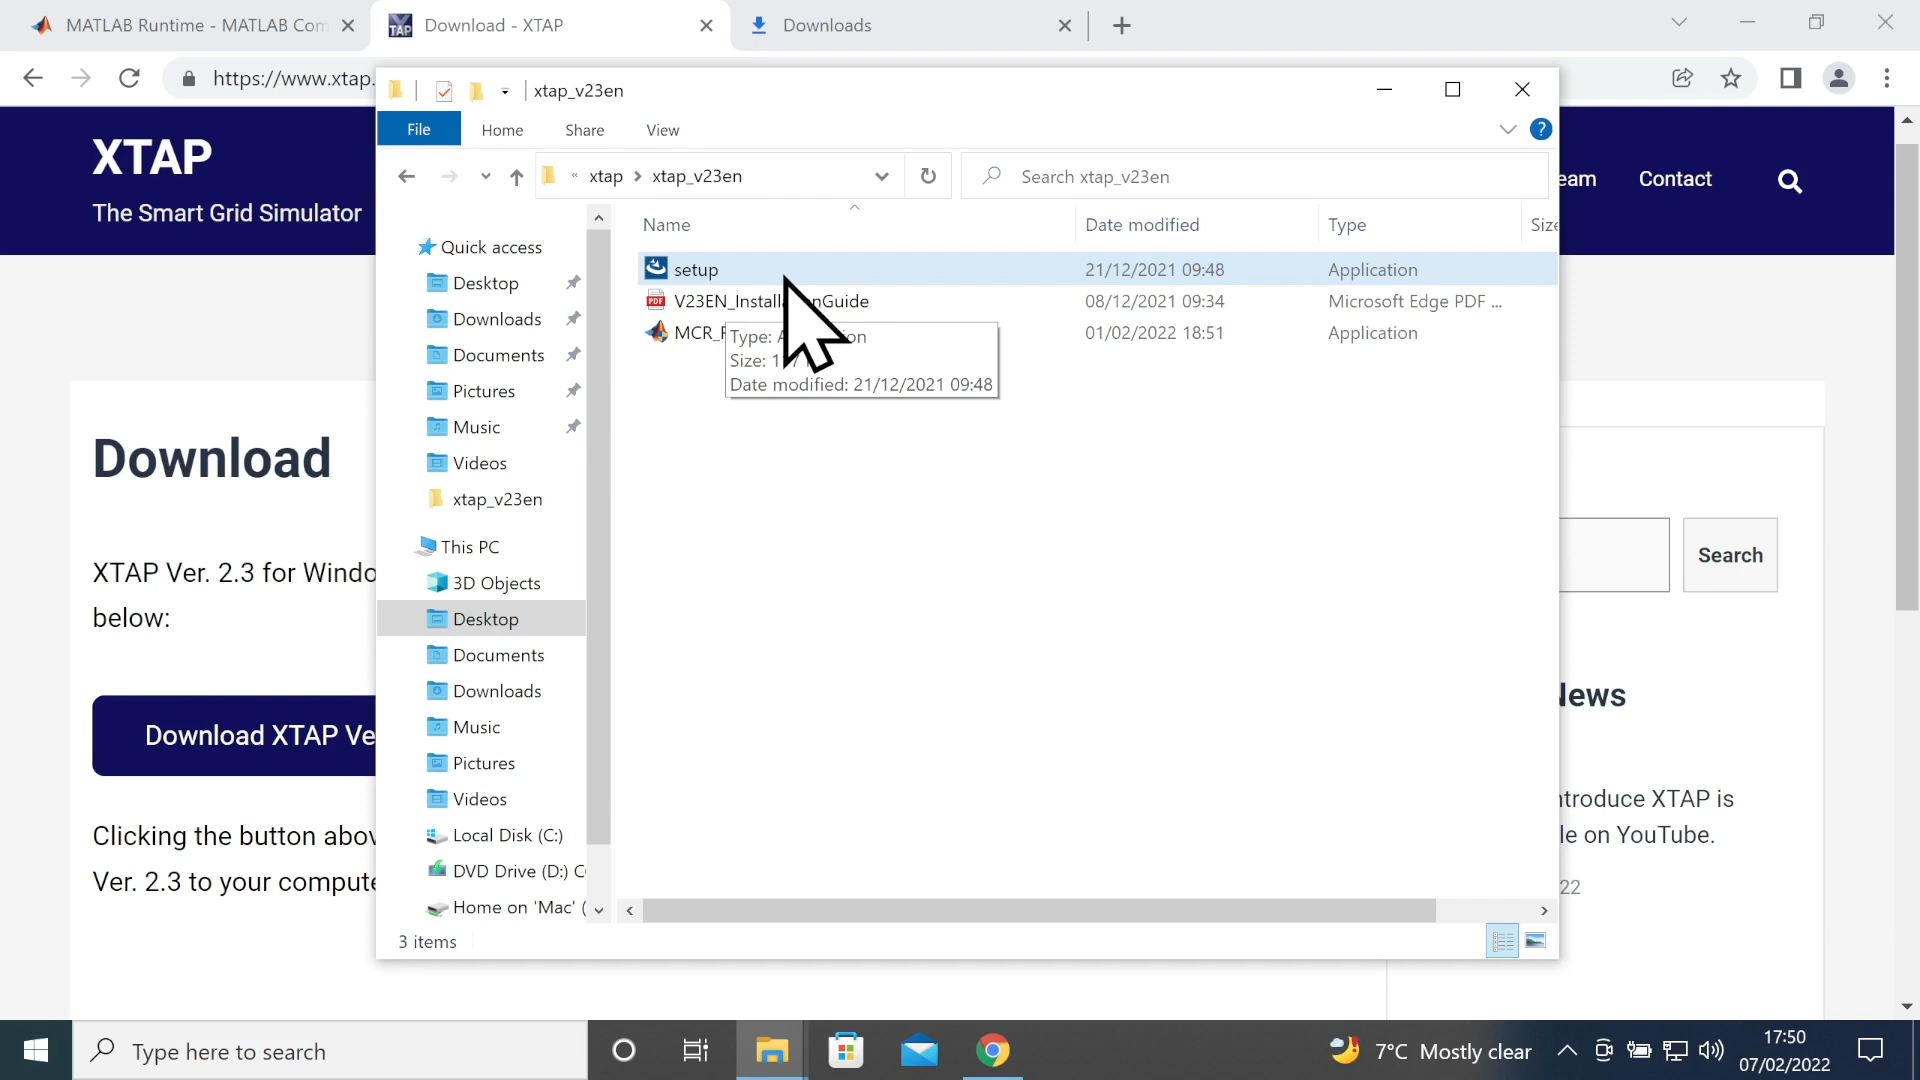 MATLAB Runtime - MATLAB Com
Download - XTAP
Downloads
https://www.xtap.
xtap_v23en
File
Home
Share
View
xtap
xtap_v23en
Search xtap_v23en
XTAP
The Smart Grid Simulator
eam
Contact
Name
Date modified
Type
Size
setup
21/12/2021 09:48
Application
08/12/2021 09:34
Microsoft Edge PDF ...
01/02/2022 18:51
Application
Type:
Size:
Date modified: 21/12/2021 09:48
Quick access
Desktop
Downloads
Documents
Pictures
Music
Videos
xtap_v23en
This PC
3D Objects
Desktop
Documents
Downloads
Music
Pictures
Videos
Local Disk (C:)
DVD Drive (D:) C
Home on 'Mac' (
3 items
Download
XTAP Ver. 2.3 for Windo
below:
Download XTAP Ve
Clicking the button abov
Ver. 2.3 to your compute
Search
News
ntroduce XTAP is
le on YouTube.
22
Type here to search
7°C Mostly clear
17:50
07/02/2022